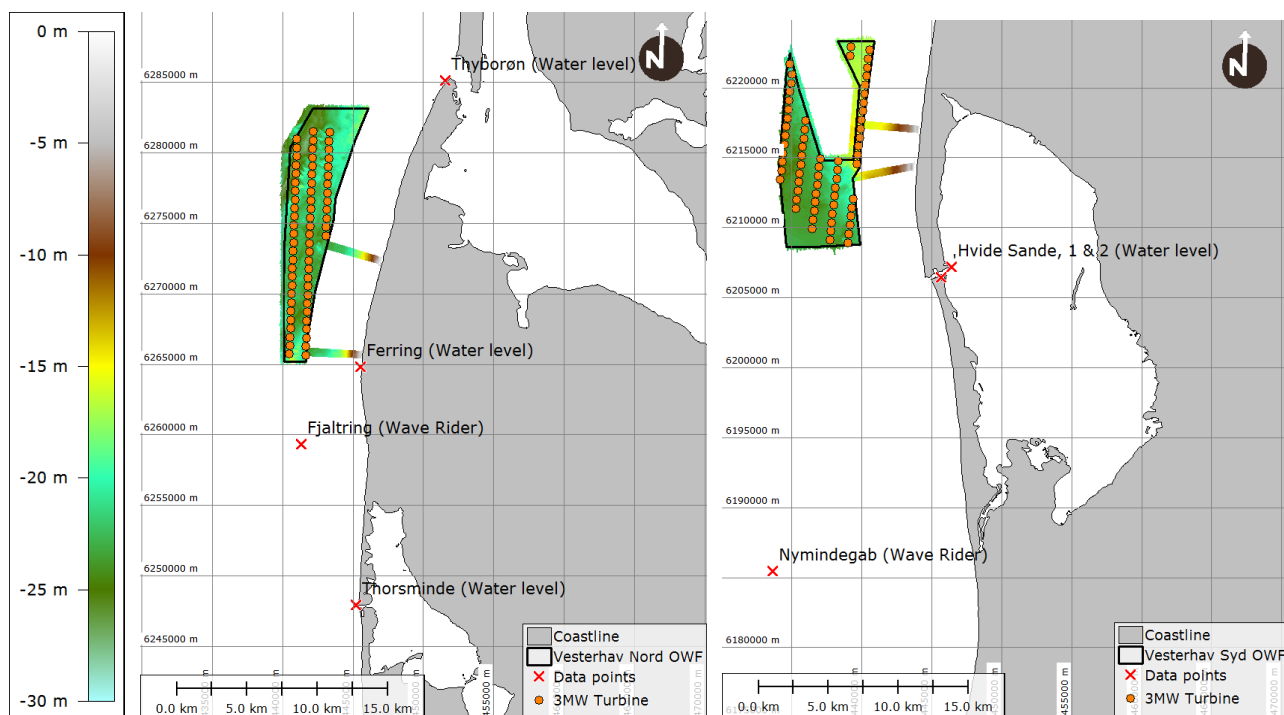 0 m
-5 m
-10 m
-15 m
-20 m
-25 m
-30 m
N
Thyborøn (Water level)
6285000 m
6280000 m
6275000 m
6270000 m
6265000 m
Ferring (Water level)
Fjaltring (Wave Rider)
6260000 m
6255000 m
6250000 m
Thorsminde (Water level)
6245000 m
Coastline
Vesterhav Nord OWF
Data points
3MW Turbine
0.0 km 5.0 km 10.0 km 15.0 km
N
6220000 m
6215000 m
6210000 m
,Hvide Sande, 1 & 2 (Water level)
6205000 m
6200000 m
6195000 m
6190000 m
Nymindegab (Wave Rider)
6185000 m
6180000 m
Coastline
Vesterhav Syd OWF
Data points
3MW Turbine
455000 m
0.0 km 5.0 km 10.0 km 15.0 km